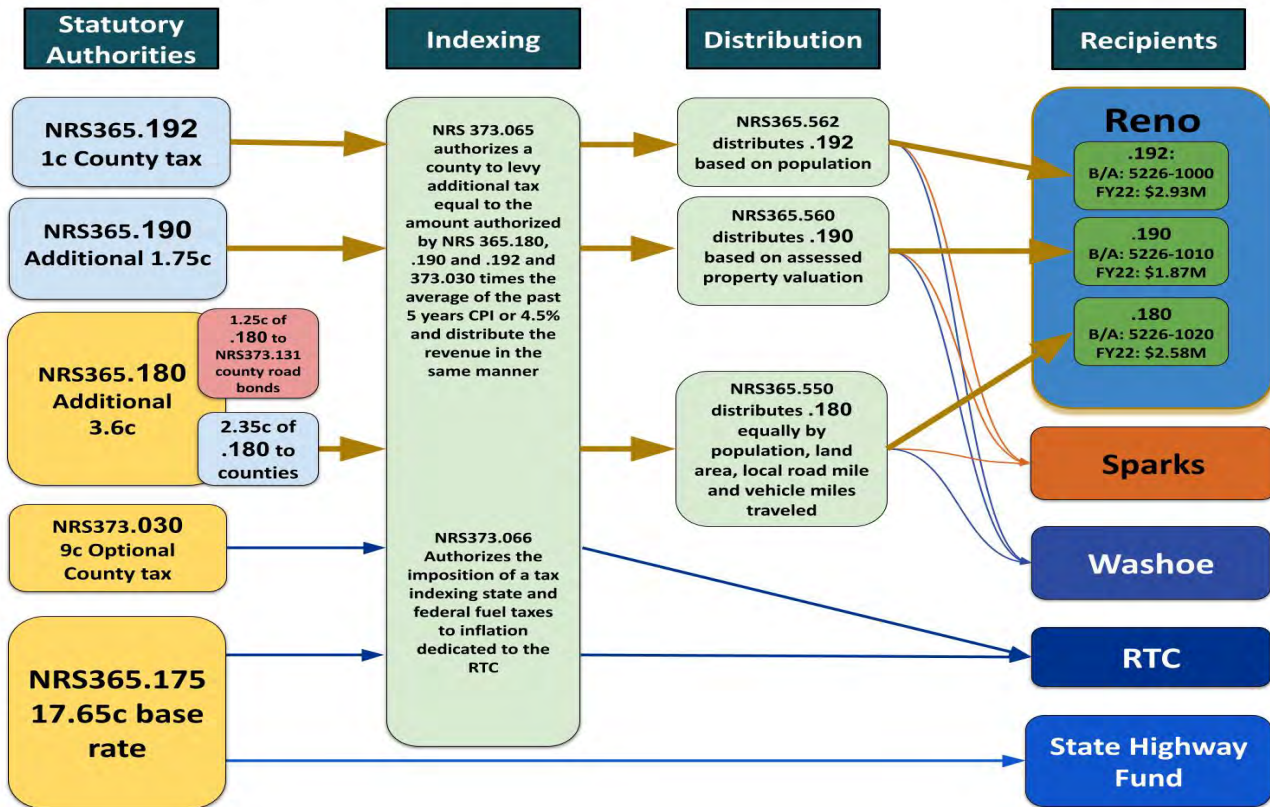 Statutory
Authorities
Indexing
Distribution
Recipients
NRS365.192
1c County tax
NRS365.190
Additional 1.75c
NRS365.180
Additional
3.6c
1.25c of
.180 to
NRS373.131
county road
bonds
2.35c of
.180 to
counties
NRS373.030
9c Optional
County tax
NRS365.175
17.65c base
rate
NRS 373.065
authorizes a
county to levy
additional tax
equal to the
amount authorized
by NRS 365.180,
.190 and .192 and
373.030 times the
average of the past
5 years CPI or 4.5%
and distribute the
revenue in the
same manner
NRS373.066
Authorizes the
imposition of a tax
indexing state and
federal fuel taxes
to inflation
dedicated to the
RTC
NRS365.562
distributes .192
based on population
NRS365.560
distributes .190
based on assessed
property valuation
NRS365.550
distributes .180
equally by
population, land
area, local road mile
and vehicle miles
traveled
Reno
.192:
B/A: 5226-1000
FY22: $2.93M
.190
B/A: 5226-1010
FY22: $1.87M
.180
B/A: 5226-1020
FY22: $2.58M
Sparks
Washoe
RTC
State Highway
Fund